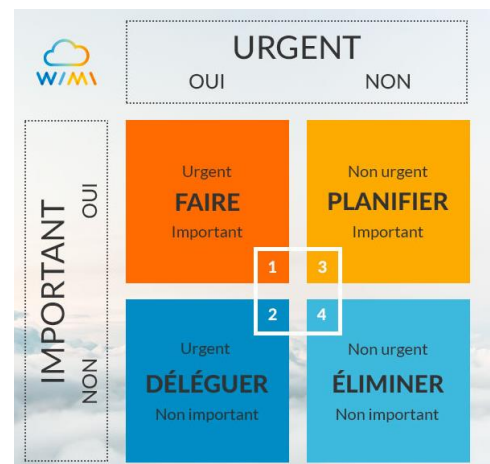 WIMI
URGENT
OUI
NON
IMPORTANT
OUI
NON
Urgent
FAIRE
Important
1
Non urgent
PLANIFIER
Important
3
Urgent
DÉLÉGUER
Non important
2
Non urgent
ÉLIMINER
Non important
4